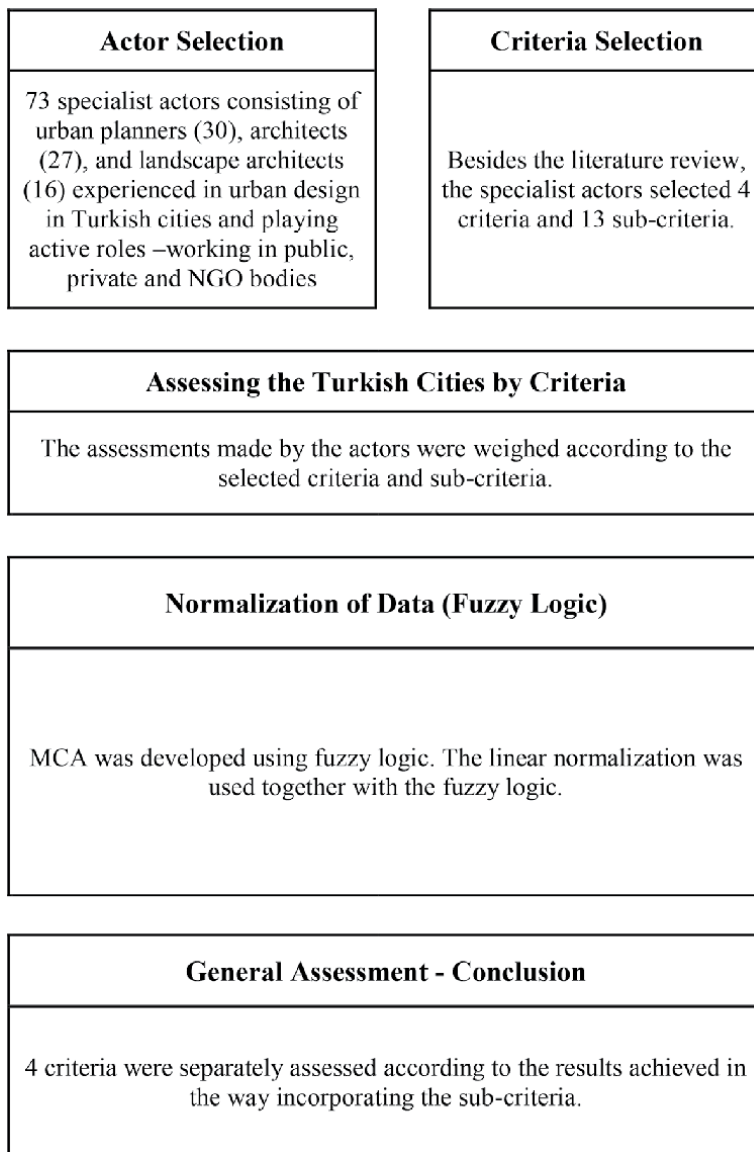 Actor Selection
73 specialist actors consisting of
urban planners (30), architects
(27), and landscape architects
(16) experienced in urban design
in Turkish cities and playing
active roles –working in public,
private and NGO bodies
Criteria Selection
Besides the literature review,
the specialist actors selected 4
criteria and 13 sub-criteria.
Assessing the Turkish Cities by Criteria
The assessments made by the actors were weighed according to the
selected criteria and sub-criteria.
Normalization of Data (Fuzzy Logic)
MCA was developed using fuzzy logic. The linear normalization was
used together with the fuzzy logic.
General Assessment - Conclusion
4 criteria were separately assessed according to the results achieved in
the way incorporating the sub-criteria.